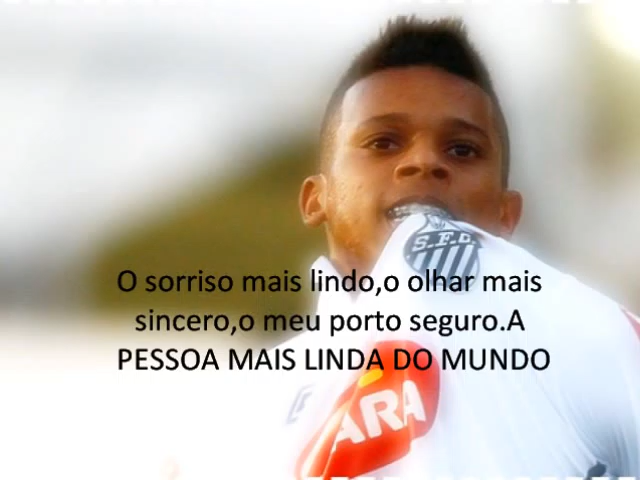 S.F.C.
O sorriso mais lindo,o olhar mais
sincero,o meu porto seguro.A
PESSOA MAIS LINDA DO MUNDO
ARA